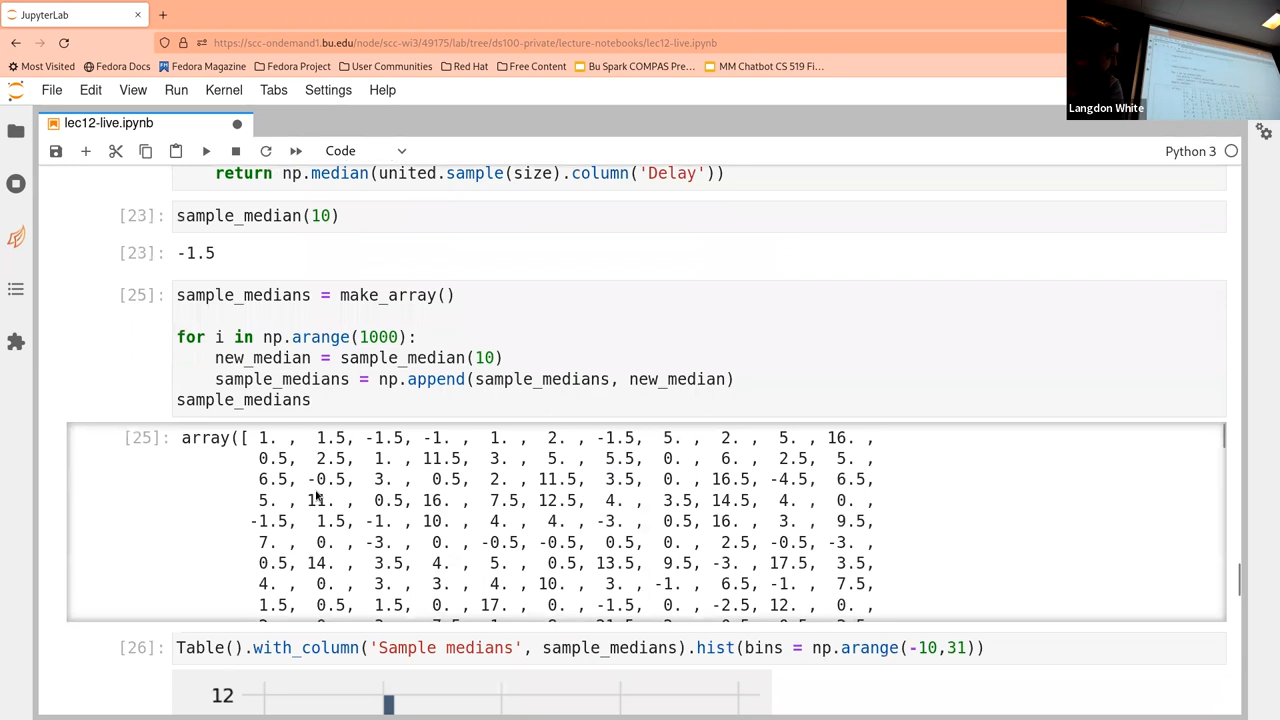 JupyterLab
https://scc-ondemand1.bu.edu/node/scc-wi3/49175/lab/tree/ds100-private/lecture-notebooks/lec12-live.ipynb
Most Visited Fedora Docs Fedora Magazine Fedora Project User Communities Red Hat Free Content Bu Spark COMPAS Pre… MM Chatbot CS 519 Fi…
Langdon White
File Edit View Run Kernel Tabs Settings Help
lec12-live.ipynb
Code
Python 3
return np.median(united.sample(size).column('Delay'))
[23]: sample_median(10)
[23]: -1.5
[25]: sample_medians = make_array()
for i in np.arange(1000):
new_median = sample_median(10)
sample_medians = np.append(sample_medians, new_median)
sample_medians
[25]: array([ 1. , 1.5, -1.5, -1. , 1. , 2. , -1.5, 5. , 2. , 5. , 16. ,
0.5, 2.5, 1. , 11.5, 3. , 5. , 5.5, 0. , 6. , 2.5, 5. ,
6.5, -0.5, 3. , 0.5, 2. , 11.5, 3.5, 0. , 16.5, -4.5, 6.5,
5. , 0.5, 16. , 7.5, 12.5, 4. , 3.5, 14.5, 4. , 0. ,
-1.5, 1.5, -1. , 10. , 4. , 4. , -3. , 0.5, 16. , 3. , 9.5,
7. , 0. , -3. , 0. , -0.5, -0.5, 0.5, 0. , 2.5, -0.5, -3. ,
0.5, 14. , 3.5, 4. , 5. , 0.5, 13.5, 9.5, -3. , 17.5, 3.5,
4. , 0. , 3. , 3. , 4. , 10. , 3. , -1. , 6.5, -1. , 7.5,
1.5, 0.5, 1.5, 0. , 17. , 0. , -1.5, 0. , -2.5, 12. , 0. ,
[26]: Table().with_column('Sample medians', sample_medians).hist(bins = np.arange(-10,31))
12